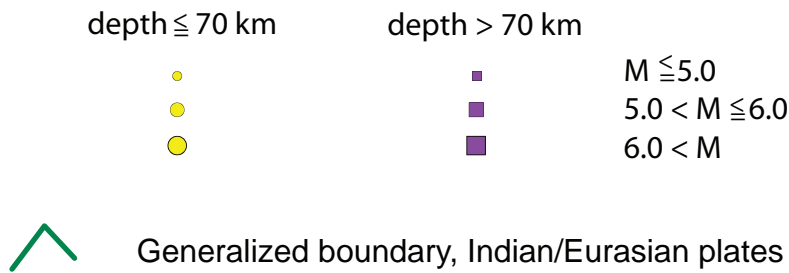 depth ≦ 70 km depth > 70 km
M ≦5.0
5.0 < M ≦6.0
6.0 < M
Generalized boundary, Indian/Eurasian plates